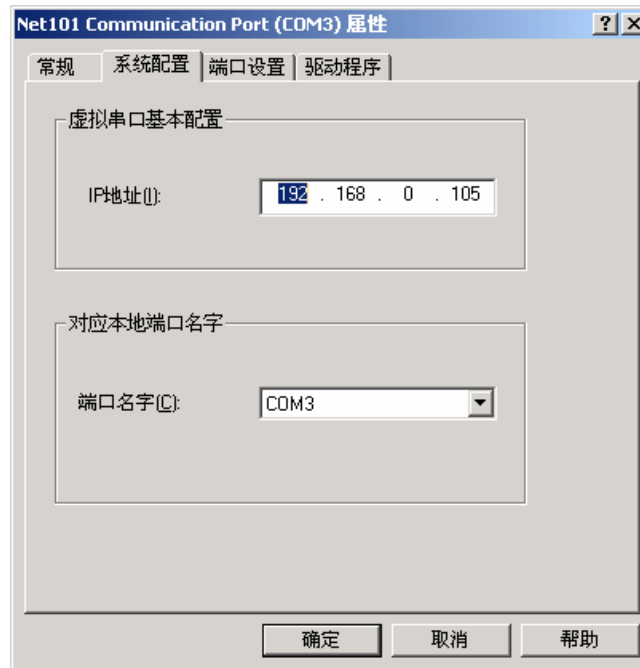 Net101 Communication Port (COM3) 属性
常规 系统配置 端口设置 驱动程序
虚拟串口基本配置
IP地址(I): 192 . 168 . 0 . 105
对应本地端口名字
端口名字(C): COM3
确定 取消 帮助